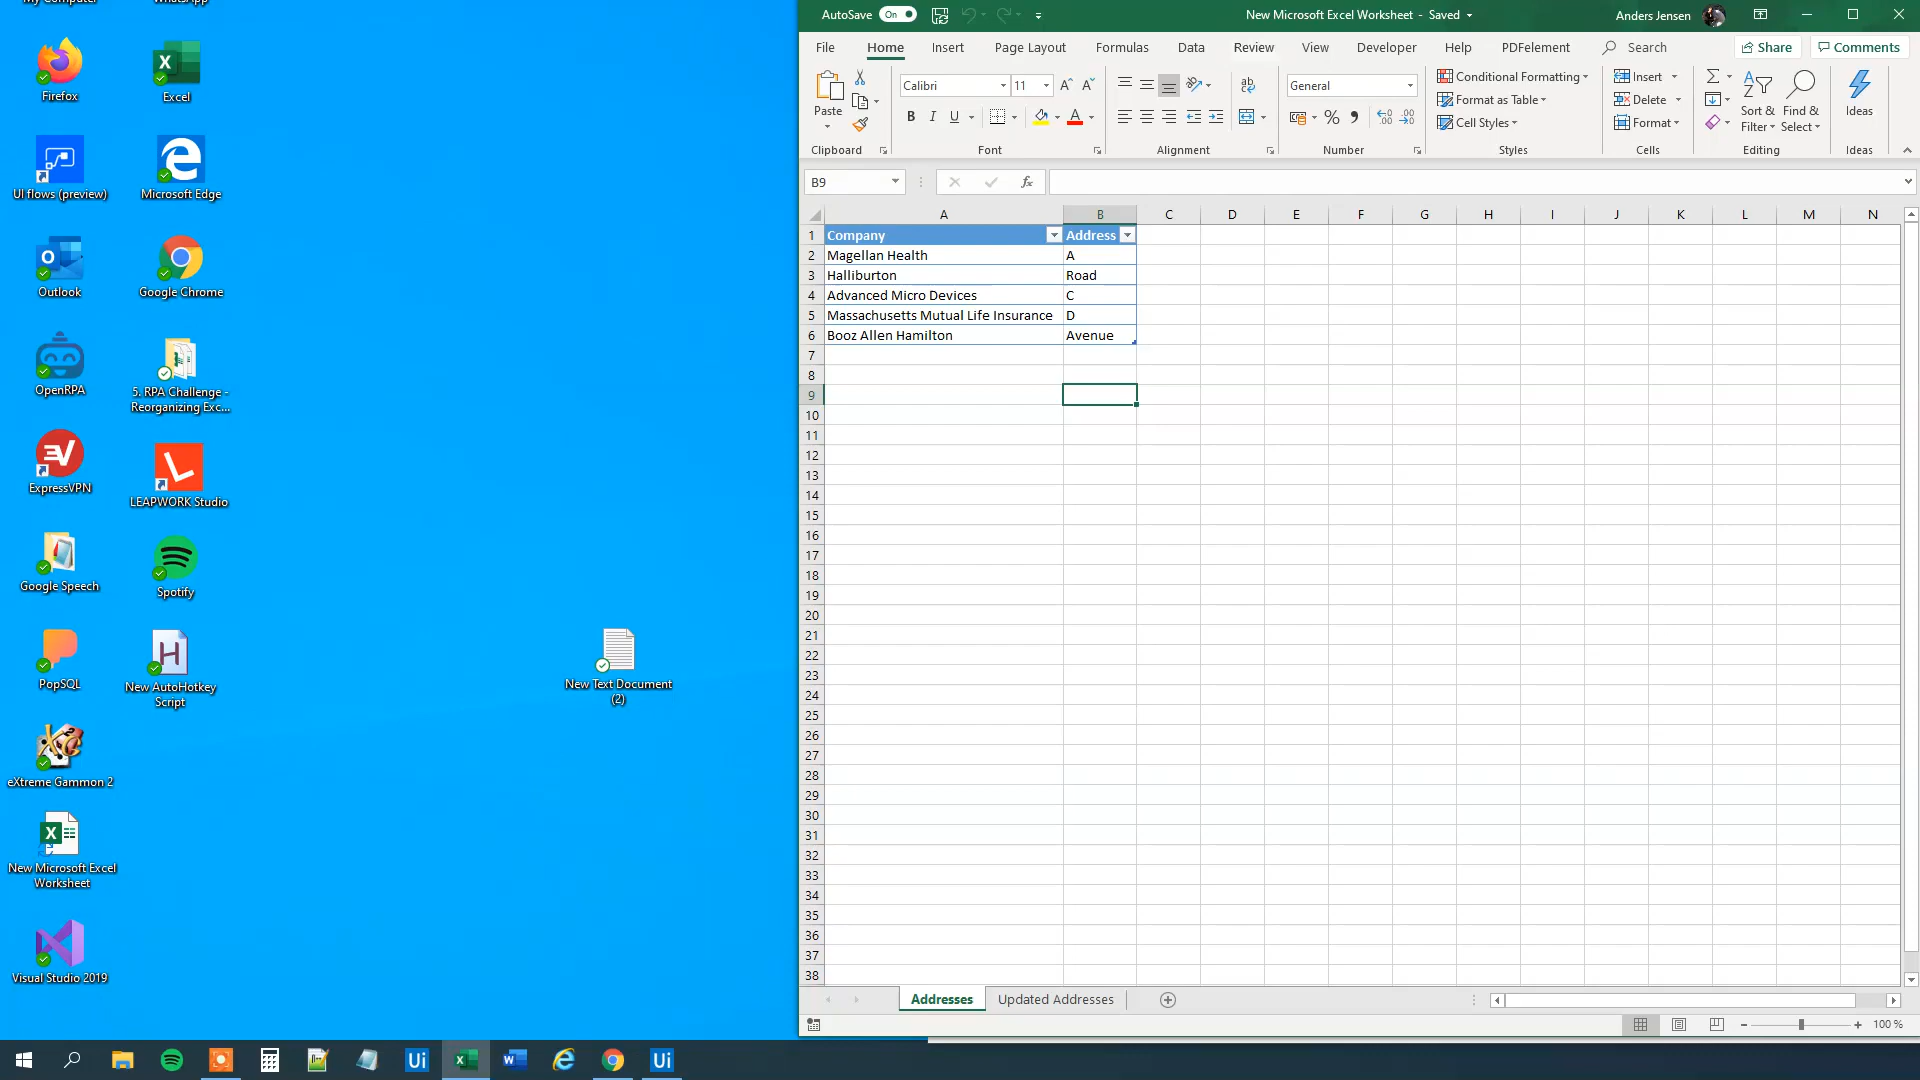 My Computer
WhatsApp
Firefox
Excel
UI flows (preview)
Microsoft Edge
Outlook
Google Chrome
OpenRPA
5. RPA Challenge -
Reorganizing Exc...
ExpressVPN
LEAPWORK Studio
Google Speech
Spotify
PopSQL
New AutoHotkey
Script
New Text Document
(2)
eXtreme Gammon 2
New Microsoft Excel
Worksheet
Visual Studio 2019
AutoSave On
New Microsoft Excel Worksheet - Saved
Anders Jensen
File Home Insert Page Layout Formulas Data Review View Developer Help PDFelement Search Share Comments
Paste
Clipboard
Calibri 11
B I U
Font
ab
Alignment
General
% 
Number
Conditional Formatting
Format as Table
Cell Styles
Styles
Insert
Delete
Format
Cells
Sort &
Filter
Find &
Select
Editing
Ideas
Ideas
B9
fx
A B C D E F G H I J K L M N
1 Company Address
2 Magellan Health A
3 Halliburton Road
4 Advanced Micro Devices C
5 Massachusetts Mutual Life Insurance D
6 Booz Allen Hamilton Avenue
7
8
9
10
11
12
13
14
15
16
17
18
19
20
21
22
23
24
25
26
27
28
29
30
31
32
33
34
35
36
37
38
Addresses Updated Addresses
100 %
Ui
Ui